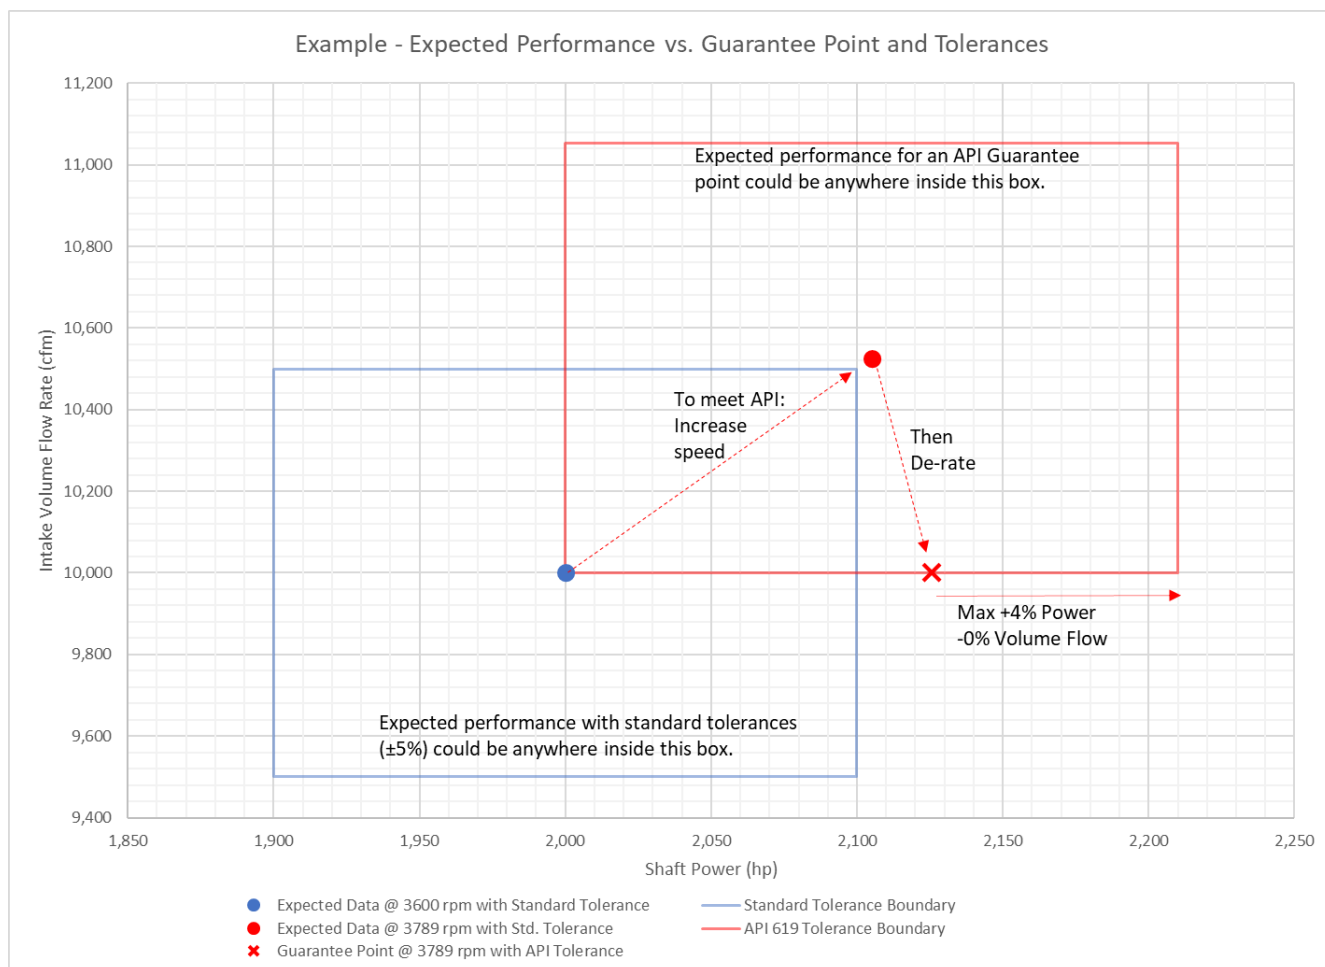 Example - Expected Performance vs. Guarantee Point and Tolerances
11,200
11,000
10,800
10,600
10,400
10,200
10,000
9,800
9,600
9,400
Intake Volume Flow Rate (cfm)
Expected performance for an API Guarantee
point could be anywhere inside this box.
To meet API:
Increase
speed
Then
De-rate
Max +4% Power
-0% Volume Flow
Expected performance with standard tolerances
(±5%) could be anywhere inside this box.
1,850 1,900 1,950 2,000 2,050 2,100 2,150 2,200 2,250
Shaft Power (hp)
Expected Data @ 3600 rpm with Standard Tolerance
Standard Tolerance Boundary
Expected Data @ 3789 rpm with Std. Tolerance
API 619 Tolerance Boundary
Guarantee Point @ 3789 rpm with API Tolerance